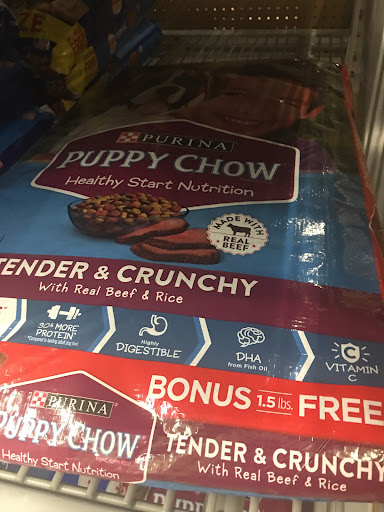 ZE
PURINA
PUPPY CHOW
Healthy Start Nutrition
MADE WITH
REAL
BEEF
TENDER & CRUNCHY
With Real Beef & Rice
30% MORE
PROTEIN*
Highly
DIGESTIBLE
DHA
from Fish Oil
C
VITAMIN
C
BONUS 1.5 lbs. FREE
PURINA
PUPPY CHOW
Healthy Start Nutrition
TENDER & CRUNCHY
With Real Beef & Rice